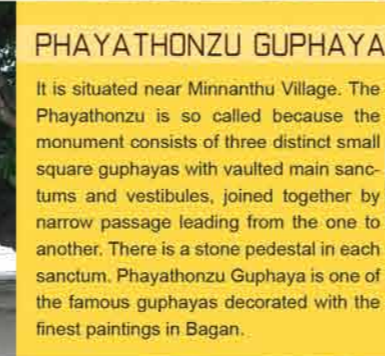 PHAYATHONZU GUPHAYA
It is situated near Minnanthu Village. The
Phayathonzu is so called because the
monument consists of three distinct small
square guphayas with vaulted main sanc-
tums and vestibules, joined together by
narrow passage leading from the one to
another. There is a stone pedestal in each
sanctum. Phayathonzu Guphaya is one of
the famous guphayas decorated with the
finest paintings in Bagan.